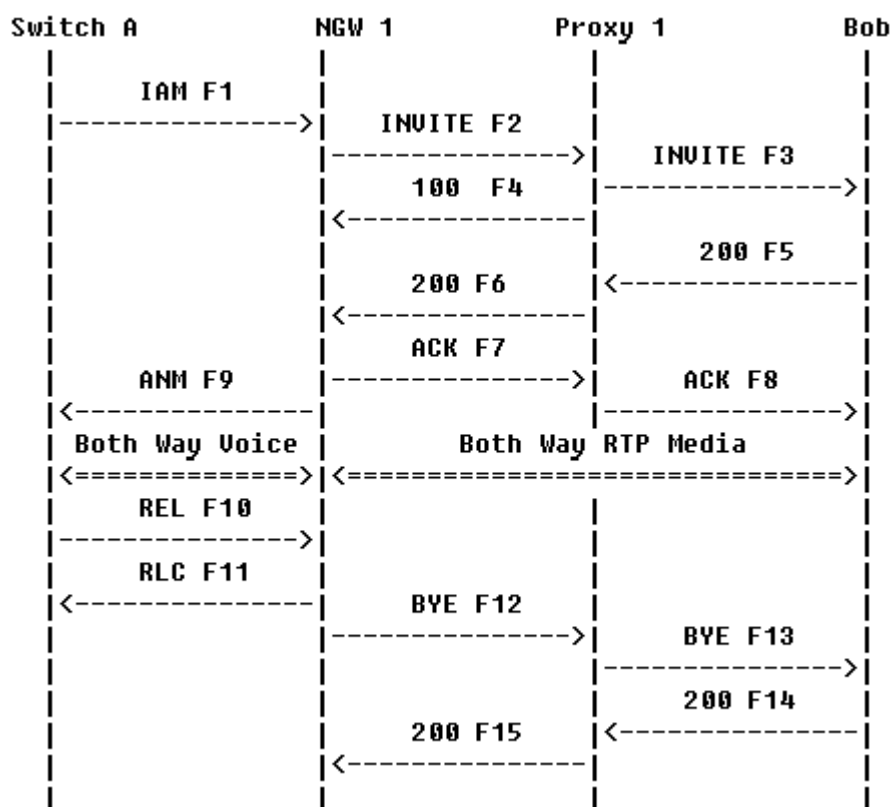 Switch A NGW 1 Proxy 1 Bob
IAM F1
INVITE F2
INVITE F3
100 F4
200 F5
200 F6
ACK F7
ANM F9 ACK F8
Both Way Voice Both Way RTP Media
REL F10
RLC F11
BYE F12
BYE F13
200 F14
200 F15